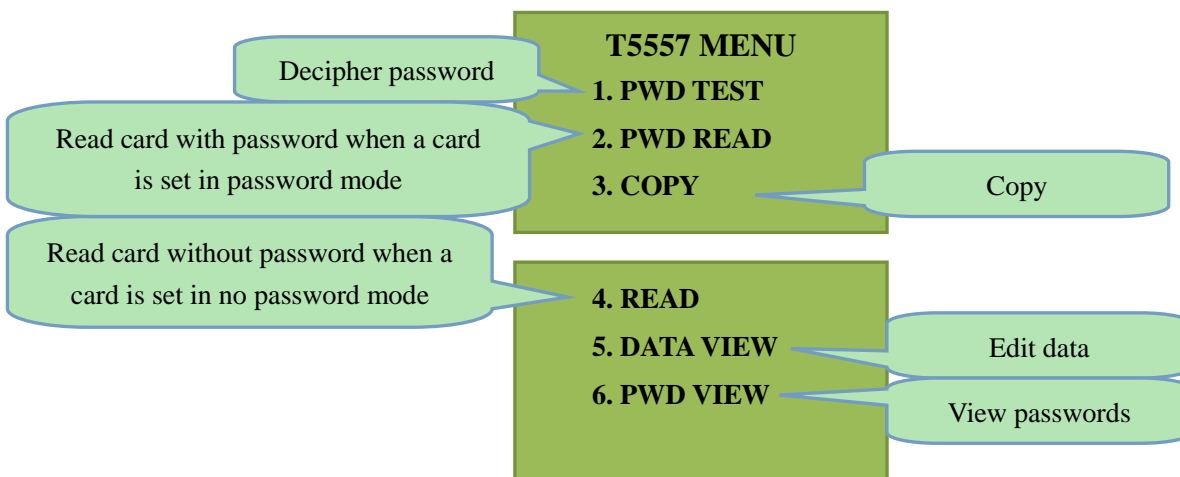 T5557 MENU
Decipher password
1. PWD TEST
Read card with password when a card
is set in password mode
2. PWD READ
3. COPY
Copy
Read card without password when a
card is set in no password mode
4. READ
5. DATA VIEW
Edit data
6. PWD VIEW
View passwords